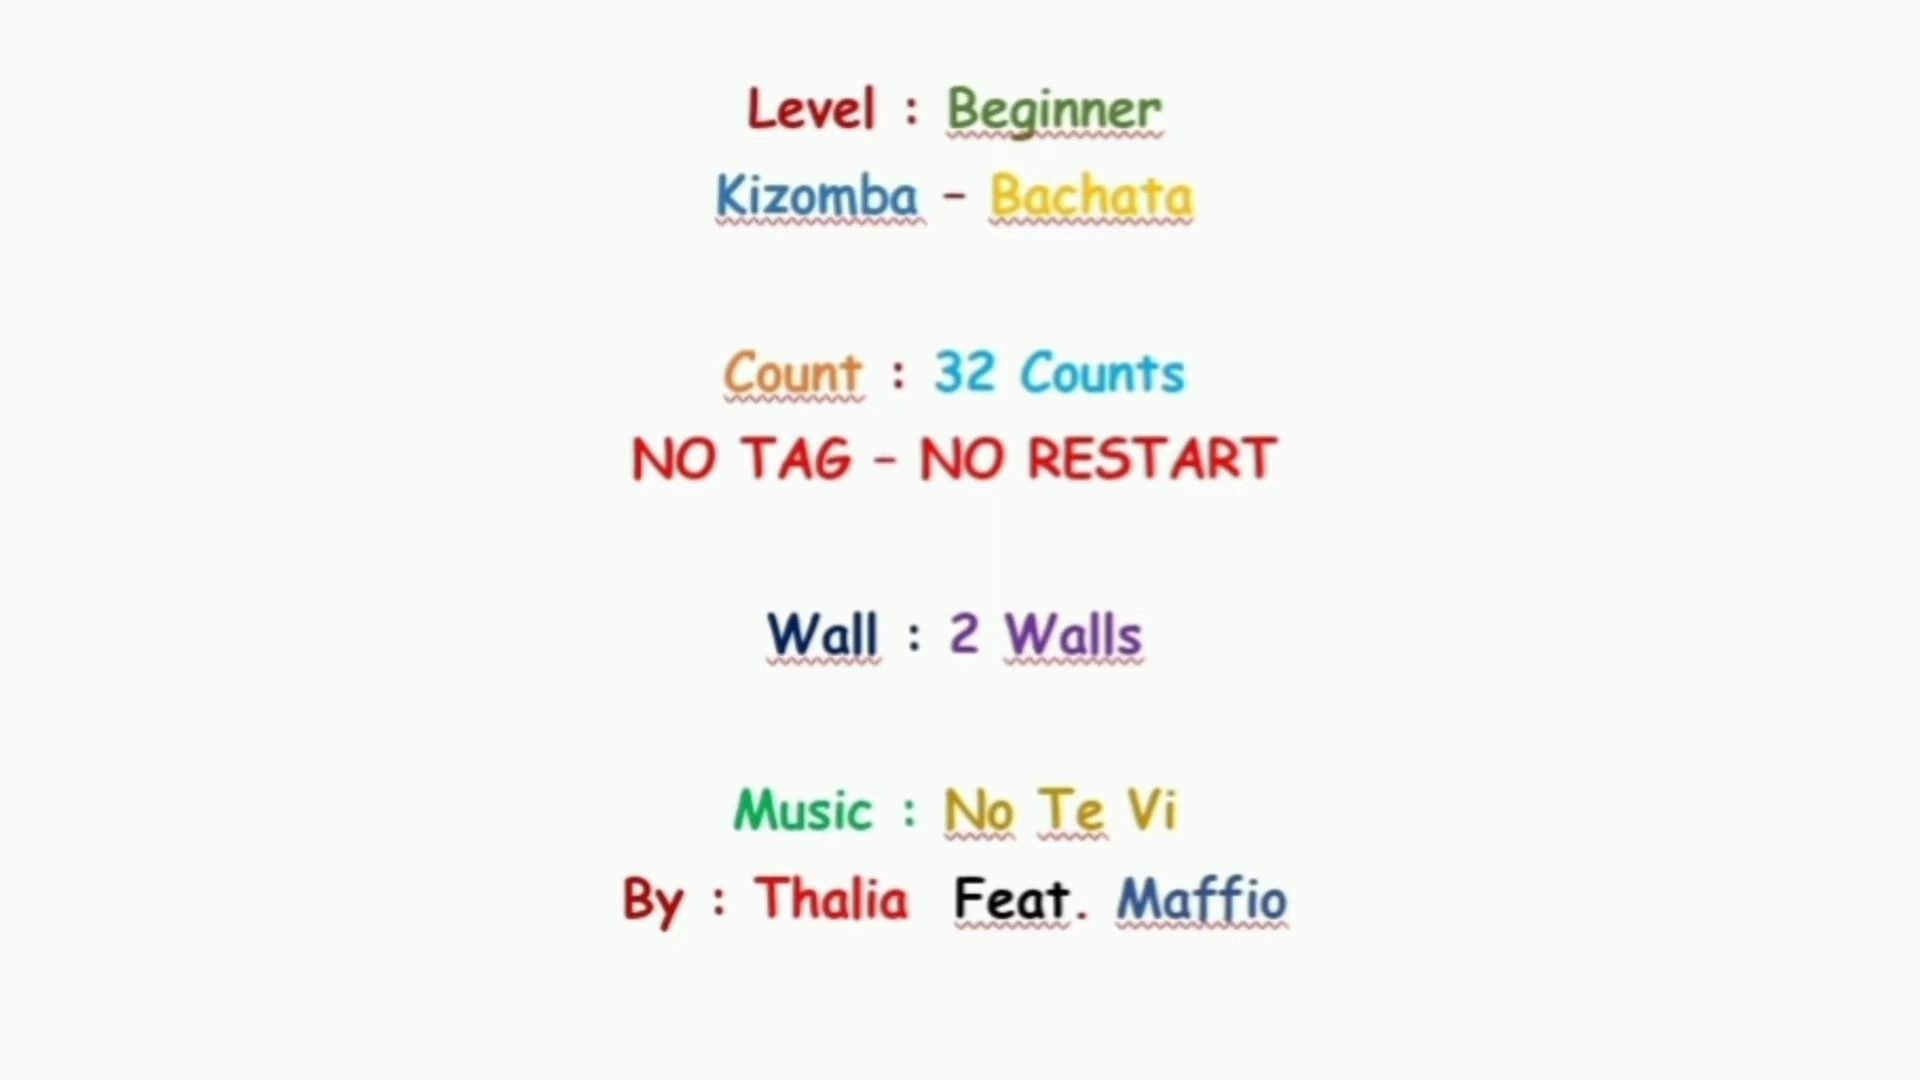 Level : Beginner
Kizomba – Bachata
Count : 32 Counts
NO TAG – NO RESTART
Wall : 2 Walls
Music : No Te Vi
By : Thalia Feat. Maffio